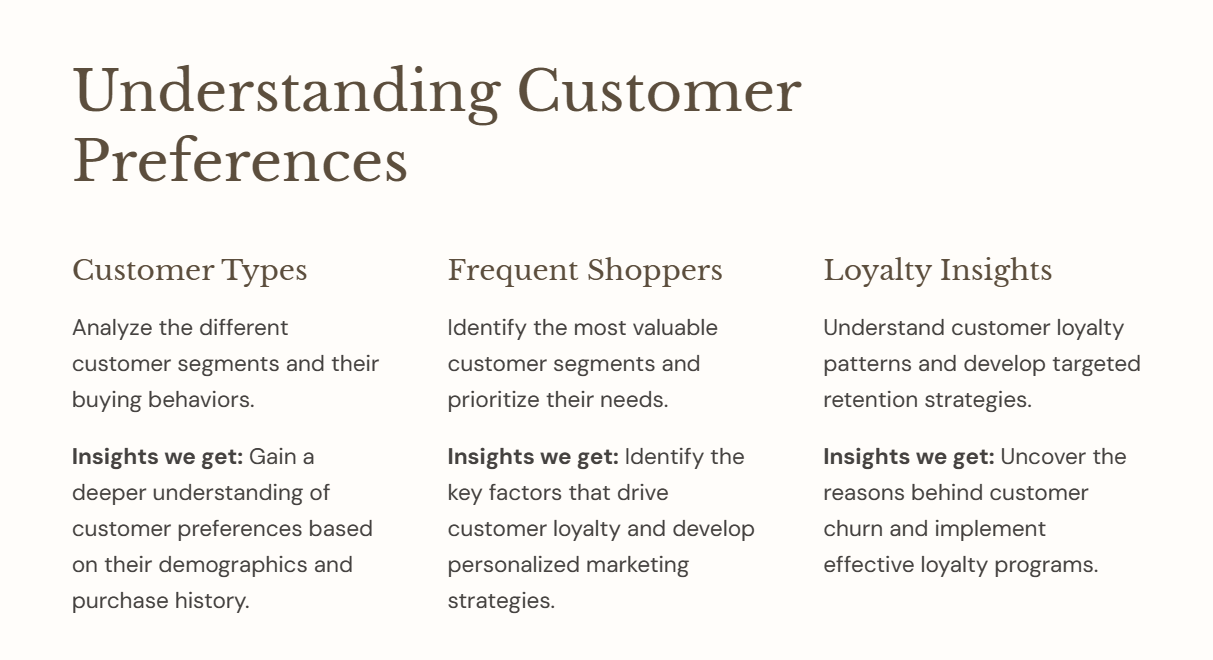 Understanding Customer
Preferences
Customer Types
Analyze the different
customer segments and their
buying behaviors.
Insights we get: Gain a
deeper understanding of
customer preferences based
on their demographics and
purchase history.
Frequent Shoppers
Identify the most valuable
customer segments and
prioritize their needs.
Insights we get: Identify the
key factors that drive
customer loyalty and develop
personalized marketing
strategies.
Loyalty Insights
Understand customer loyalty
patterns and develop targeted
retention strategies.
Insights we get: Uncover the
reasons behind customer
churn and implement
effective loyalty programs.